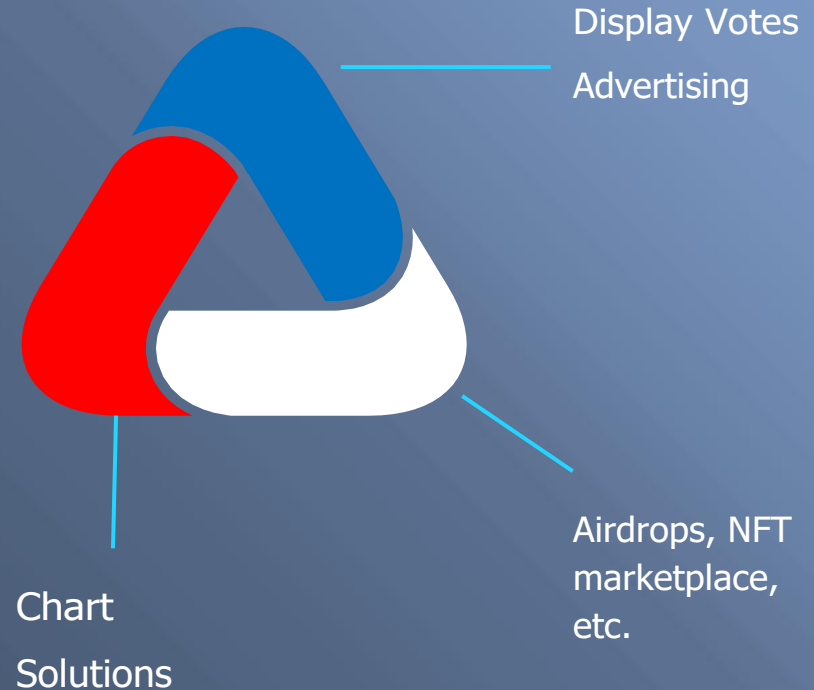 Display Votes
Advertising
Airdrops, NFT
marketplace,
etc.
Chart
Solutions